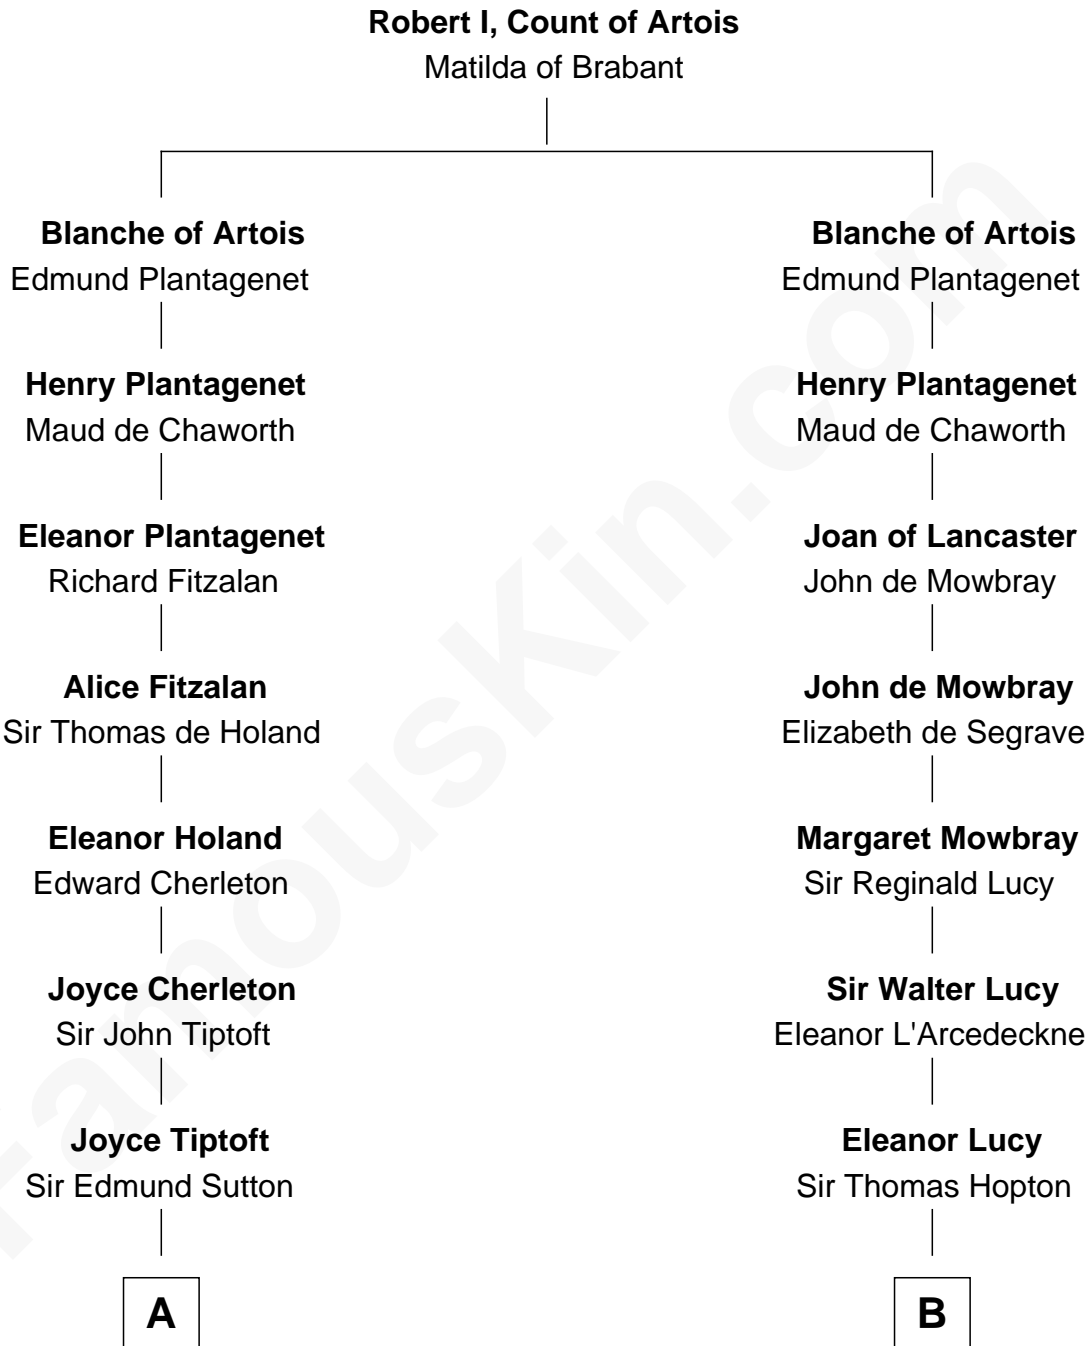 Robert I, Count of Artois
Matilda of Brabant
Blanche of Artois
Edmund Plantagenet
Henry Plantagenet
Maud de Chaworth
Eleanor Plantagenet
Richard Fitzalan
Alice Fitzalan
Sir Thomas de Holand
Eleanor Holand
Edward Cherleton
Joyce Cherleton
Sir John Tiptoft
Joyce Tiptoft
Sir Edmund Sutton
A
Blanche of Artois
Edmund Plantagenet
Henry Plantagenet
Maud de Chaworth
Joan of Lancaster
John de Mowbray
John de Mowbray
Elizabeth de Segrave
Margaret Mowbray
Sir Reginald Lucy
Sir Walter Lucy
Eleanor L'Arcedeckne
Eleanor Lucy
Sir Thomas Hopton
B
FamousKin.com